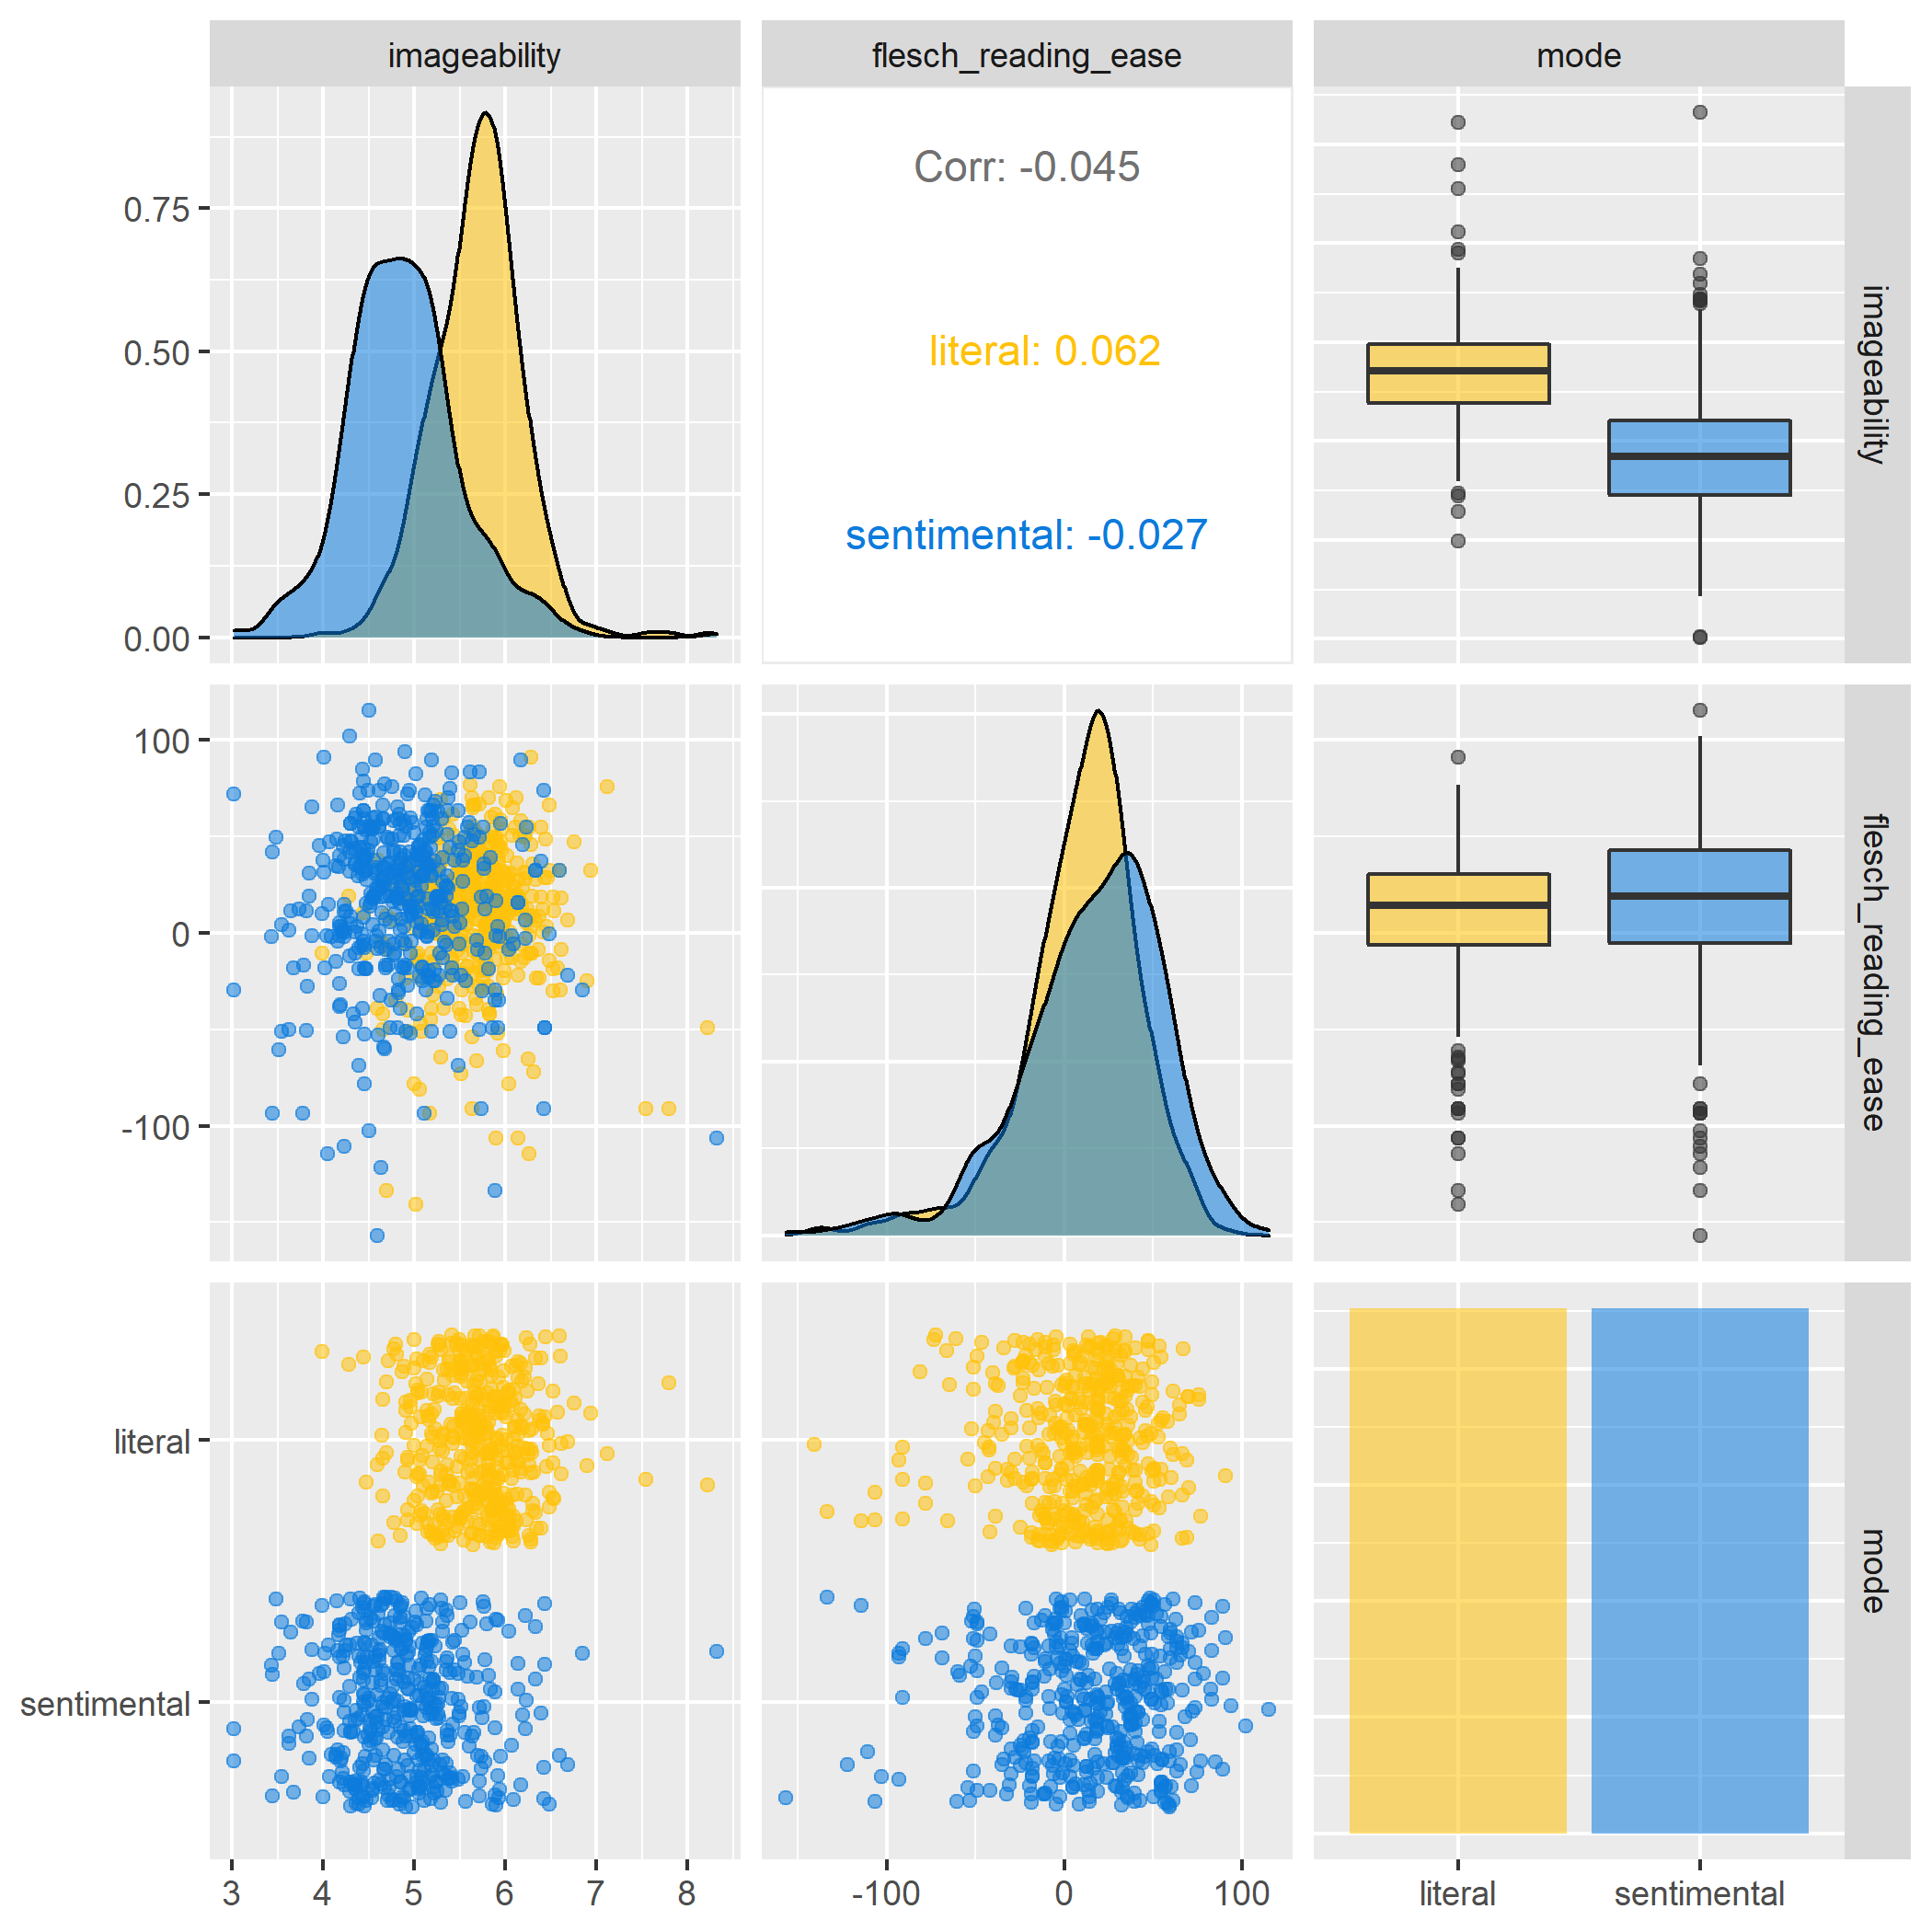 imageability
flesch_reading_ease
mode
0.75
0.50
0.25
0.00
Corr: -0.045
literal: 0.062
sentimental: -0.027
imageability
100
0
-100
flesch_reading_ease
literal
sentimental
mode
3 4 5 6 7 8
-100 0 100
literal sentimental